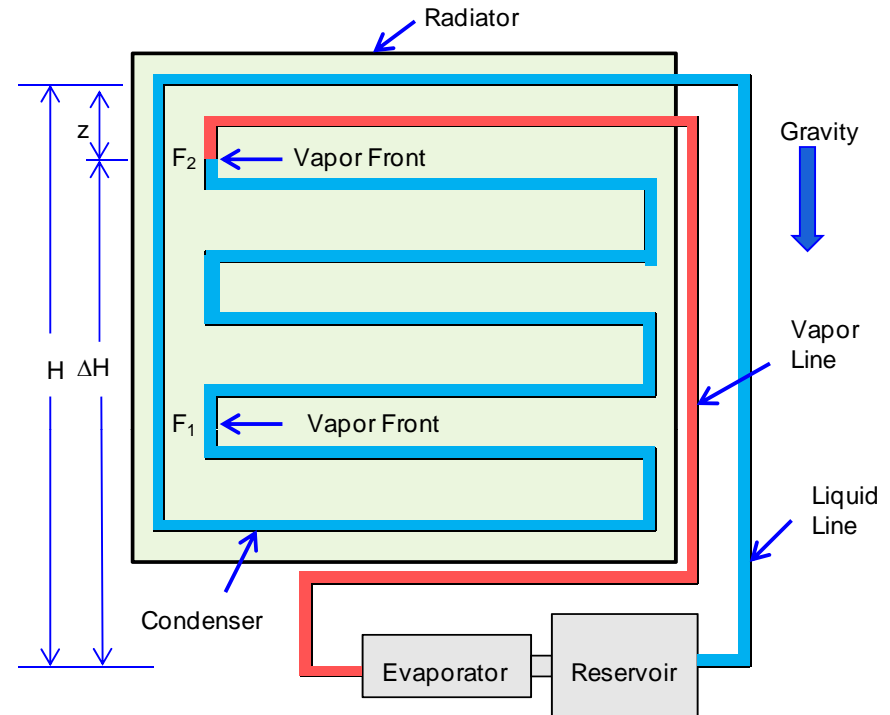 Radiator
z
Gravity
F₂
Vapor Front
H
ΔH
Vapor
Line
F₁
Vapor Front
Liquid
Line
Condenser
Evaporator
Reservoir